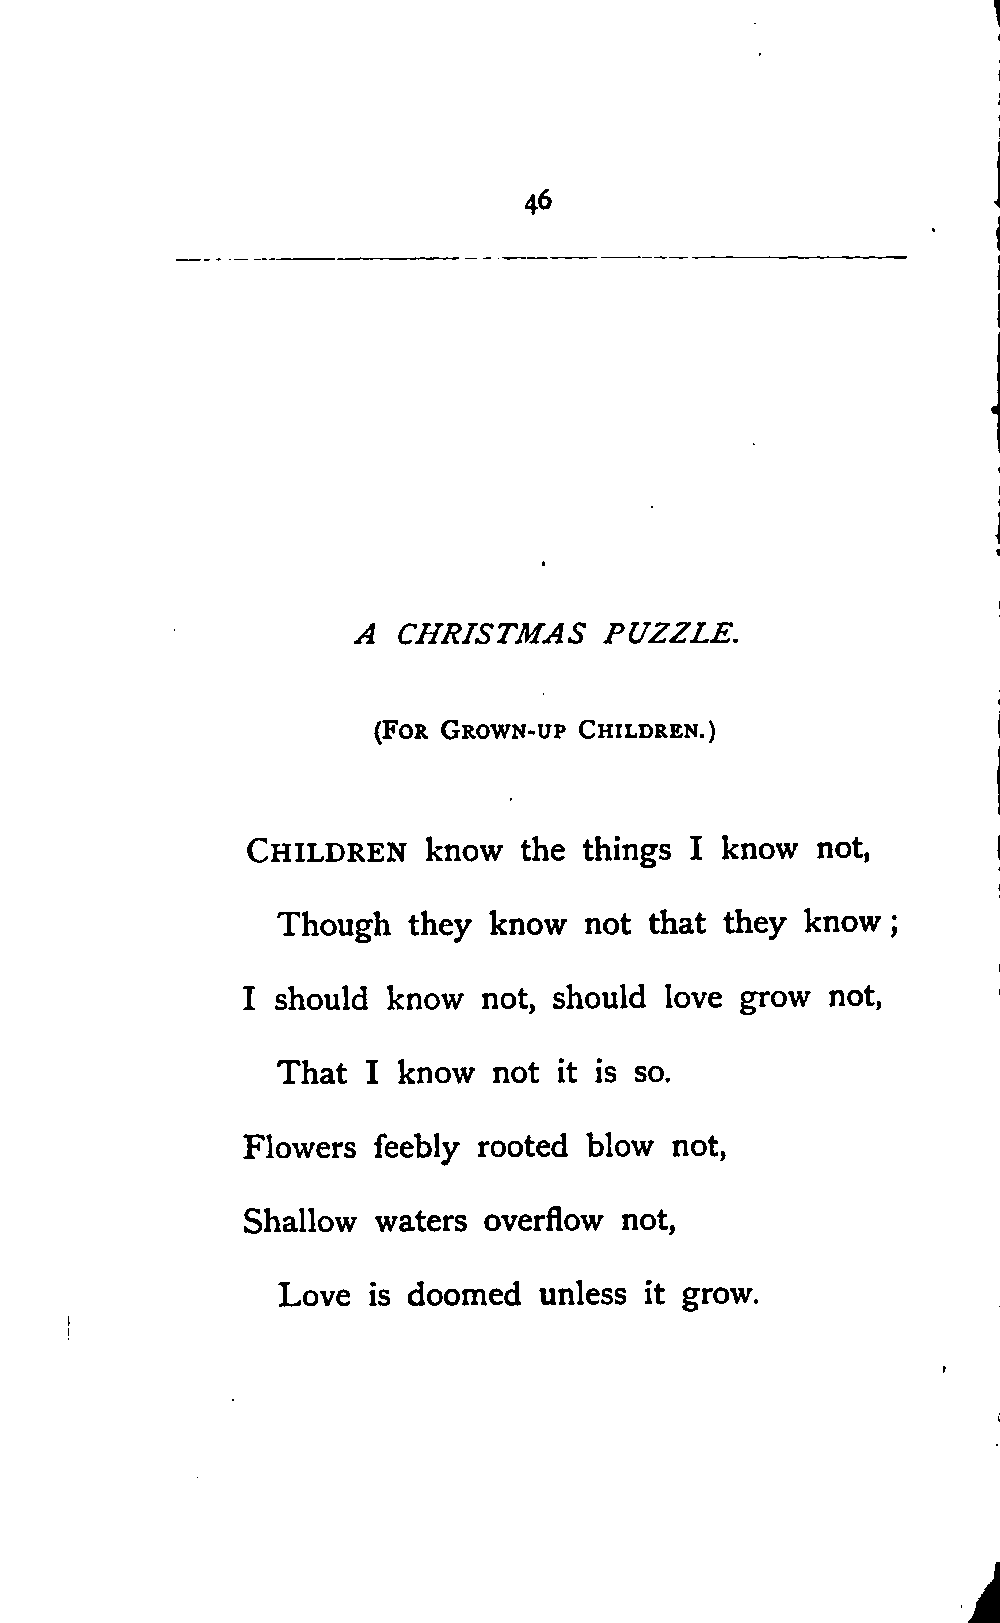 46
A CHRISTMAS PUZZLE.
(FOR GROWN-UP CHILDREN.)
CHILDREN know the things I know not,
Though they know not that they know;
I should know not, should love grow not,
That I know not it is so.
Flowers feebly rooted blow not,
Shallow waters overflow not,
Love is doomed unless it grow.